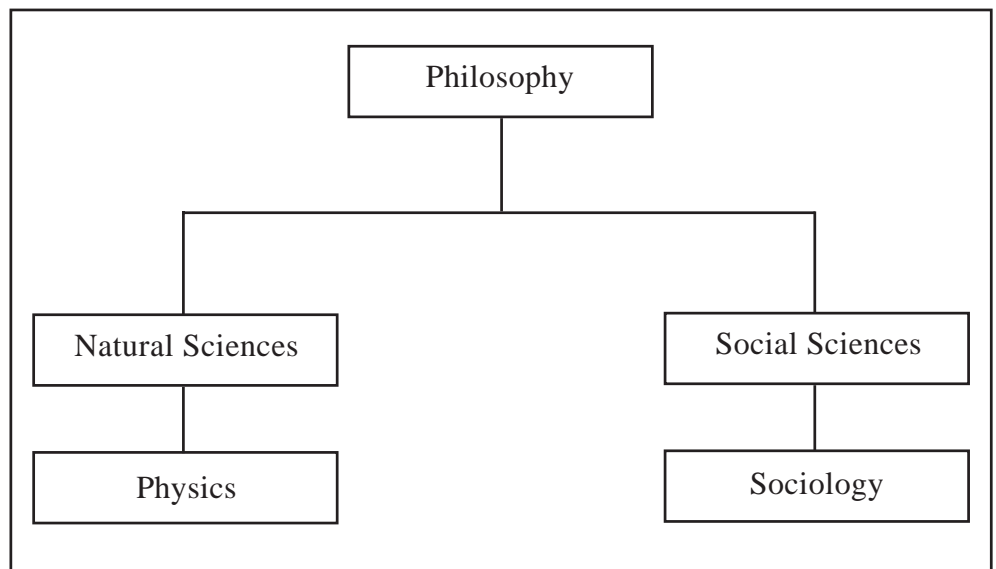 Philosophy
Natural Sciences
Social Sciences
Physics
Sociology